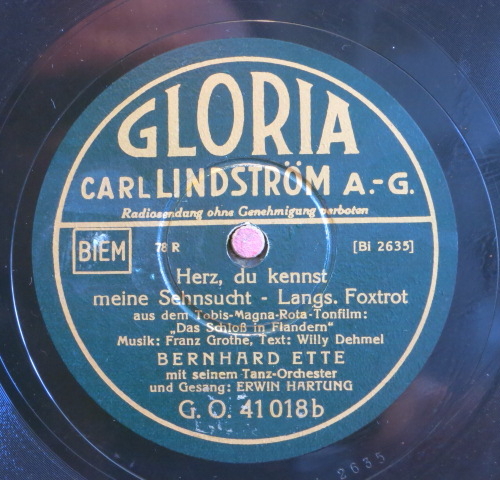 GLORIA
CARL LINDSTRÖM A.-G.
Radiosendung ohne Genehmigung verboten
BIEM 78 R [Bi 2635]
Herz, du kennst
meine Sehnsucht - Langs. Foxtrot
aus dem Tobis-Magna-Rota-Tonfilm:
„Das Schloß in Flandern"
Musik: Franz Grothe, Text: Willy Dehmel
BERNHARD ETTE
mit seinem Tanz-Orchester
und Gesang: ERWIN HARTUNG
G. O. 41 018 b
2635